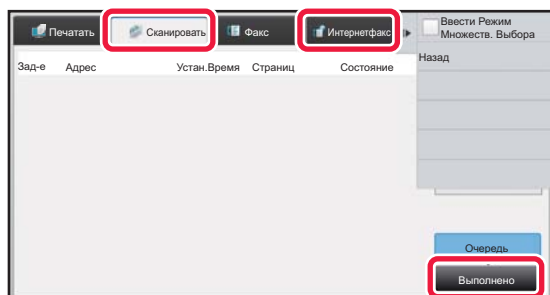 Печатать Сканировать Факс Интернетфакс
Ввести Режим
Множеств. Выбора
Зад-е Адрес Устан.Время Страниц Состояние
Назад
Очередь
Выполнено